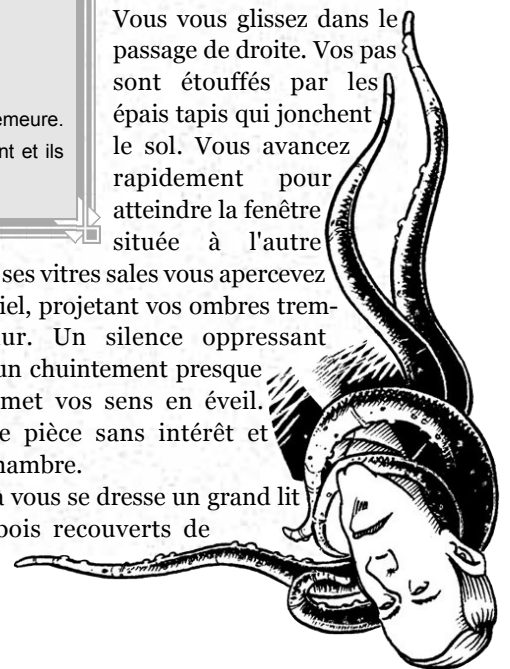 emeure.
nt et ils
Vous vous glissez dans le
passage de droite. Vos pas
sont étouffés par les
épais tapis qui jonchent
le sol. Vous avancez
rapidement pour
atteindre la fenêtre
située à l'autre
ses vitres sales vous apercevez
iel, projetant vos ombres trem-
ur. Un silence oppressant
un chuintement presque
met vos sens en éveil.
e pièce sans intérêt et
hambre.
à vous se dresse un grand lit
bois recouverts de